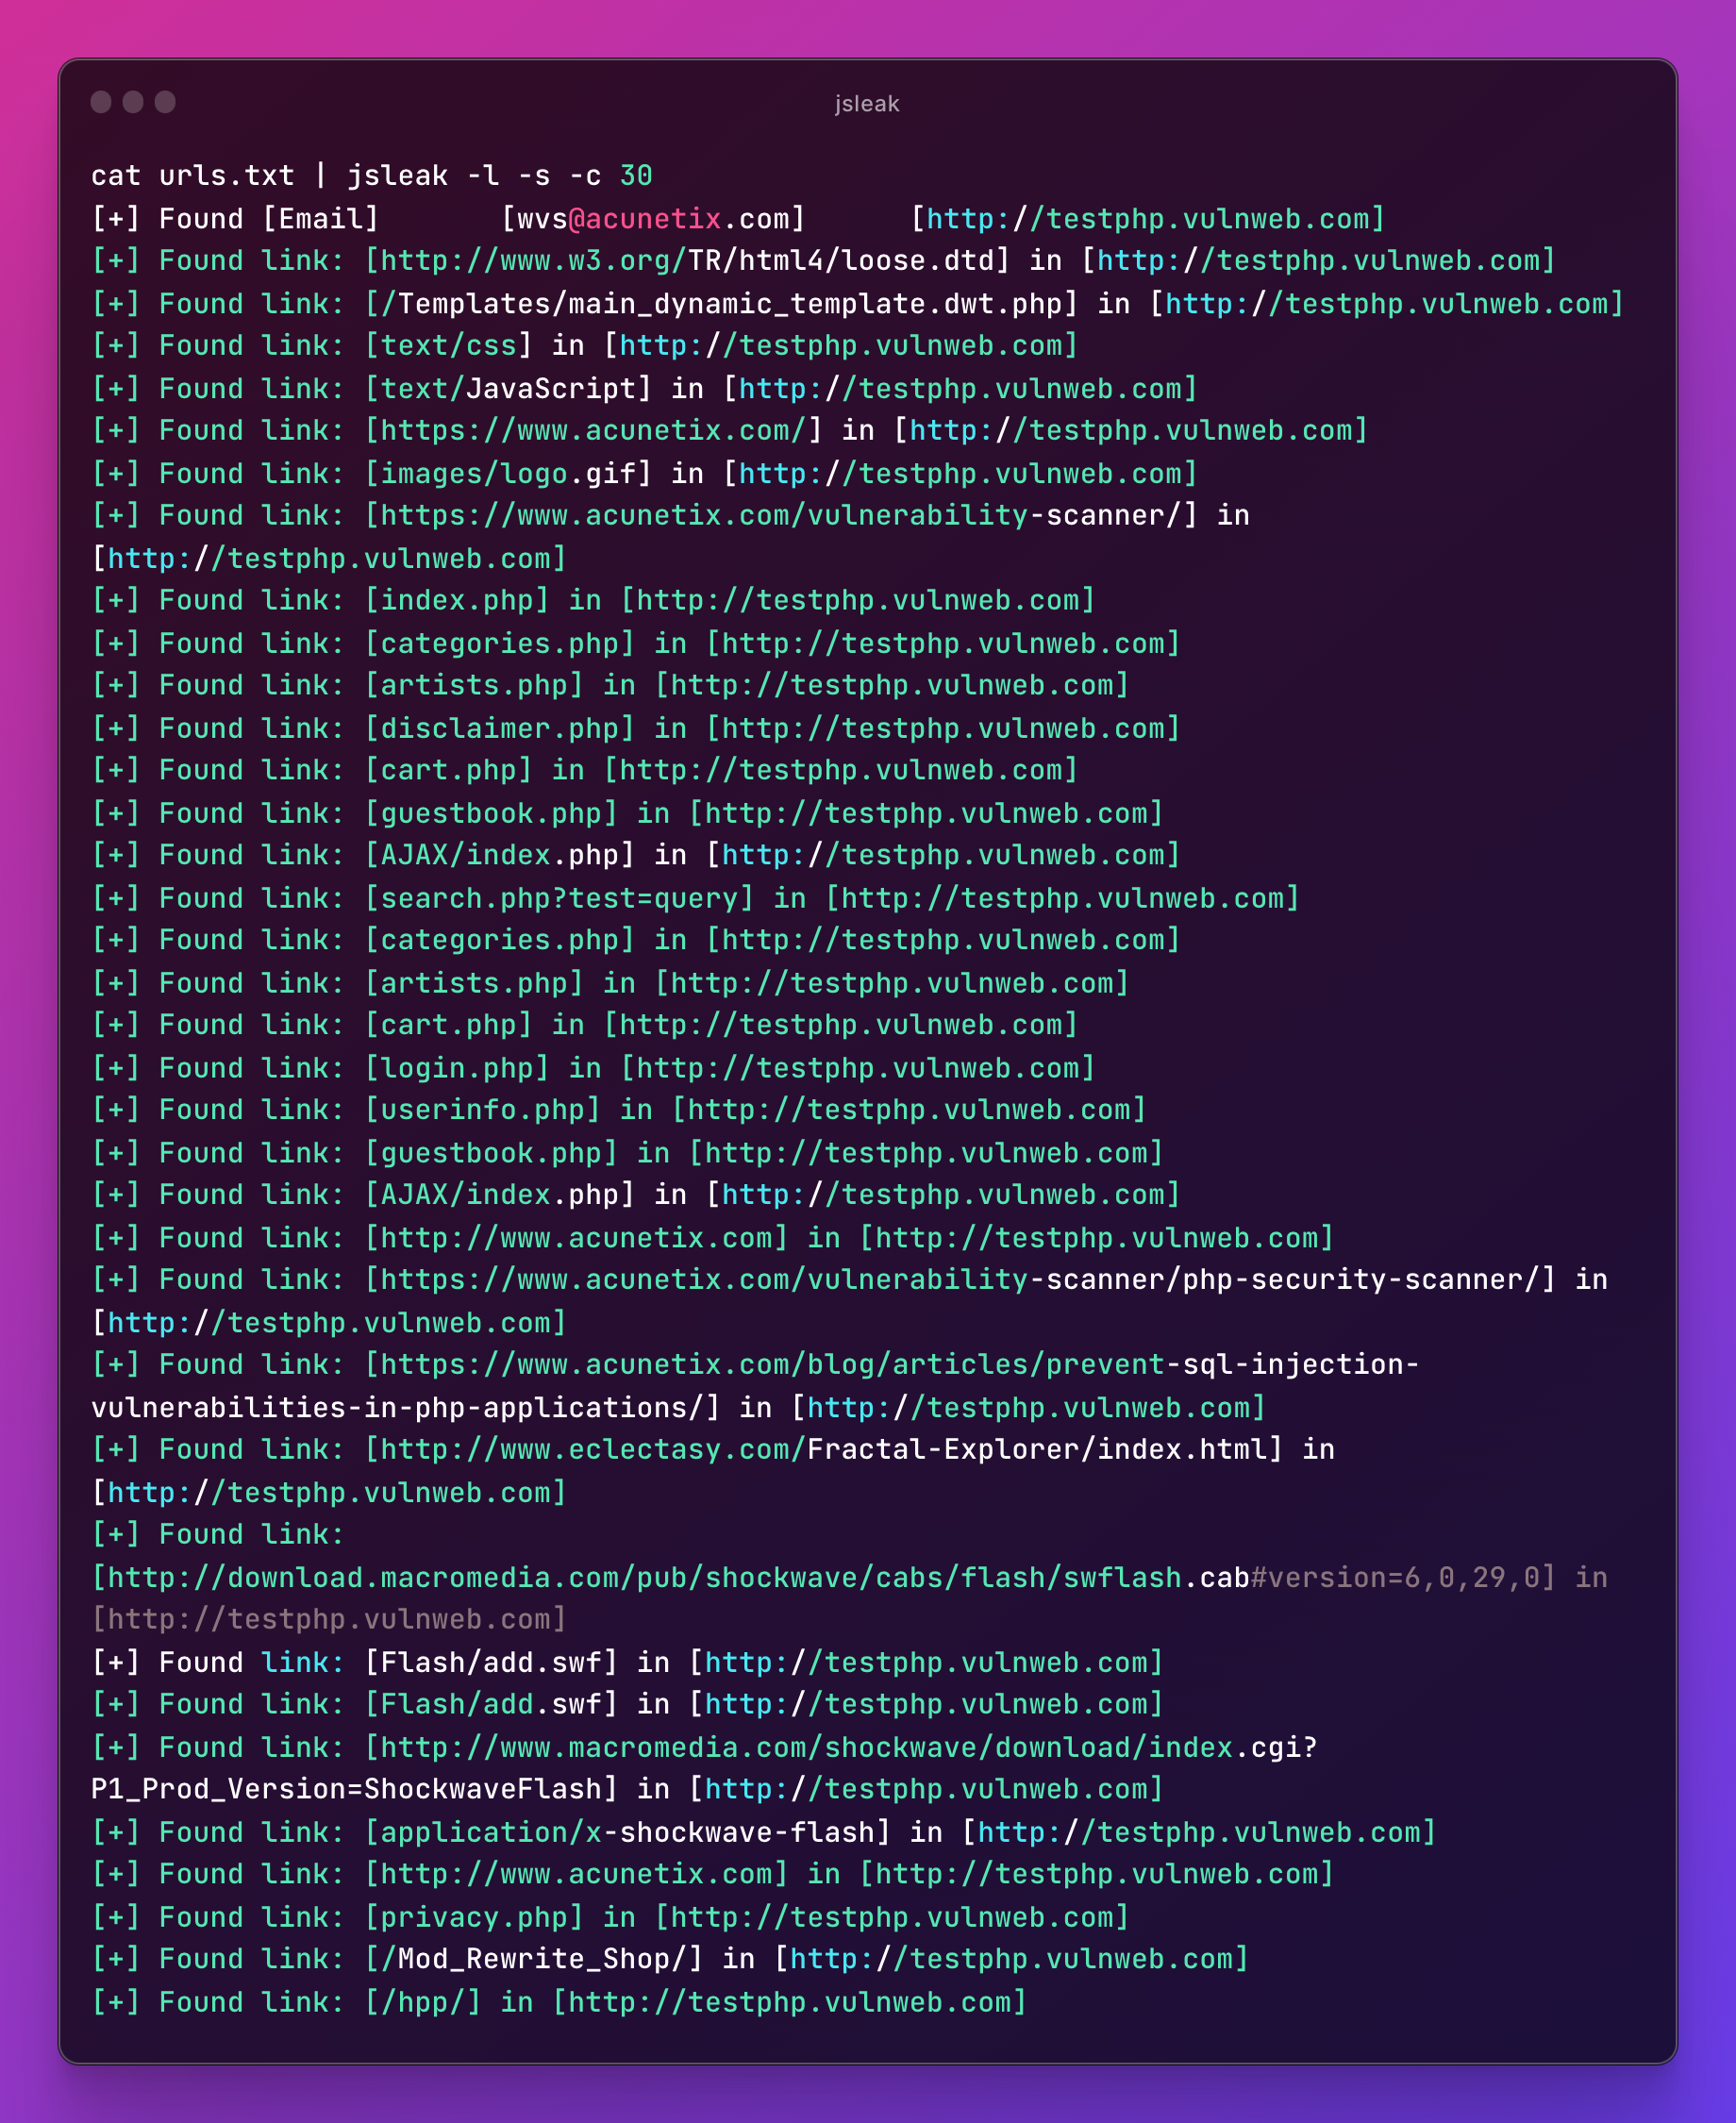 jsleak
cat urls.txt | jsleak -l -s -c 30
[+] Found [Email]       [wvs@acunetix.com]      [http://testphp.vulnweb.com]
[+] Found link: [http://www.w3.org/TR/html4/loose.dtd] in [http://testphp.vulnweb.com]
[+] Found link: [/Templates/main_dynamic_template.dwt.php] in [http://testphp.vulnweb.com]
[+] Found link: [text/css] in [http://testphp.vulnweb.com]
[+] Found link: [text/JavaScript] in [http://testphp.vulnweb.com]
[+] Found link: [https://www.acunetix.com/] in [http://testphp.vulnweb.com]
[+] Found link: [images/logo.gif] in [http://testphp.vulnweb.com]
[+] Found link: [https://www.acunetix.com/vulnerability-scanner/] in
[http://testphp.vulnweb.com]
[+] Found link: [index.php] in [http://testphp.vulnweb.com]
[+] Found link: [categories.php] in [http://testphp.vulnweb.com]
[+] Found link: [artists.php] in [http://testphp.vulnweb.com]
[+] Found link: [disclaimer.php] in [http://testphp.vulnweb.com]
[+] Found link: [cart.php] in [http://testphp.vulnweb.com]
[+] Found link: [guestbook.php] in [http://testphp.vulnweb.com]
[+] Found link: [AJAX/index.php] in [http://testphp.vulnweb.com]
[+] Found link: [search.php?test=query] in [http://testphp.vulnweb.com]
[+] Found link: [categories.php] in [http://testphp.vulnweb.com]
[+] Found link: [artists.php] in [http://testphp.vulnweb.com]
[+] Found link: [cart.php] in [http://testphp.vulnweb.com]
[+] Found link: [login.php] in [http://testphp.vulnweb.com]
[+] Found link: [userinfo.php] in [http://testphp.vulnweb.com]
[+] Found link: [guestbook.php] in [http://testphp.vulnweb.com]
[+] Found link: [AJAX/index.php] in [http://testphp.vulnweb.com]
[+] Found link: [http://www.acunetix.com] in [http://testphp.vulnweb.com]
[+] Found link: [https://www.acunetix.com/vulnerability-scanner/php-security-scanner/] in
[http://testphp.vulnweb.com]
[+] Found link: [https://www.acunetix.com/blog/articles/prevent-sql-injection-
vulnerabilities-in-php-applications/] in [http://testphp.vulnweb.com]
[+] Found link: [http://www.eclectasy.com/Fractal-Explorer/index.html] in
[http://testphp.vulnweb.com]
[+] Found link:
[http://download.macromedia.com/pub/shockwave/cabs/flash/swflash.cab#version=6,0,29,0] in
[http://testphp.vulnweb.com]
[+] Found link: [Flash/add.swf] in [http://testphp.vulnweb.com]
[+] Found link: [Flash/add.swf] in [http://testphp.vulnweb.com]
[+] Found link: [http://www.macromedia.com/shockwave/download/index.cgi?
P1_Prod_Version=ShockwaveFlash] in [http://testphp.vulnweb.com]
[+] Found link: [application/x-shockwave-flash] in [http://testphp.vulnweb.com]
[+] Found link: [http://www.acunetix.com] in [http://testphp.vulnweb.com]
[+] Found link: [privacy.php] in [http://testphp.vulnweb.com]
[+] Found link: [/Mod_Rewrite_Shop/] in [http://testphp.vulnweb.com]
[+] Found link: [/hpp/] in [http://testphp.vulnweb.com]